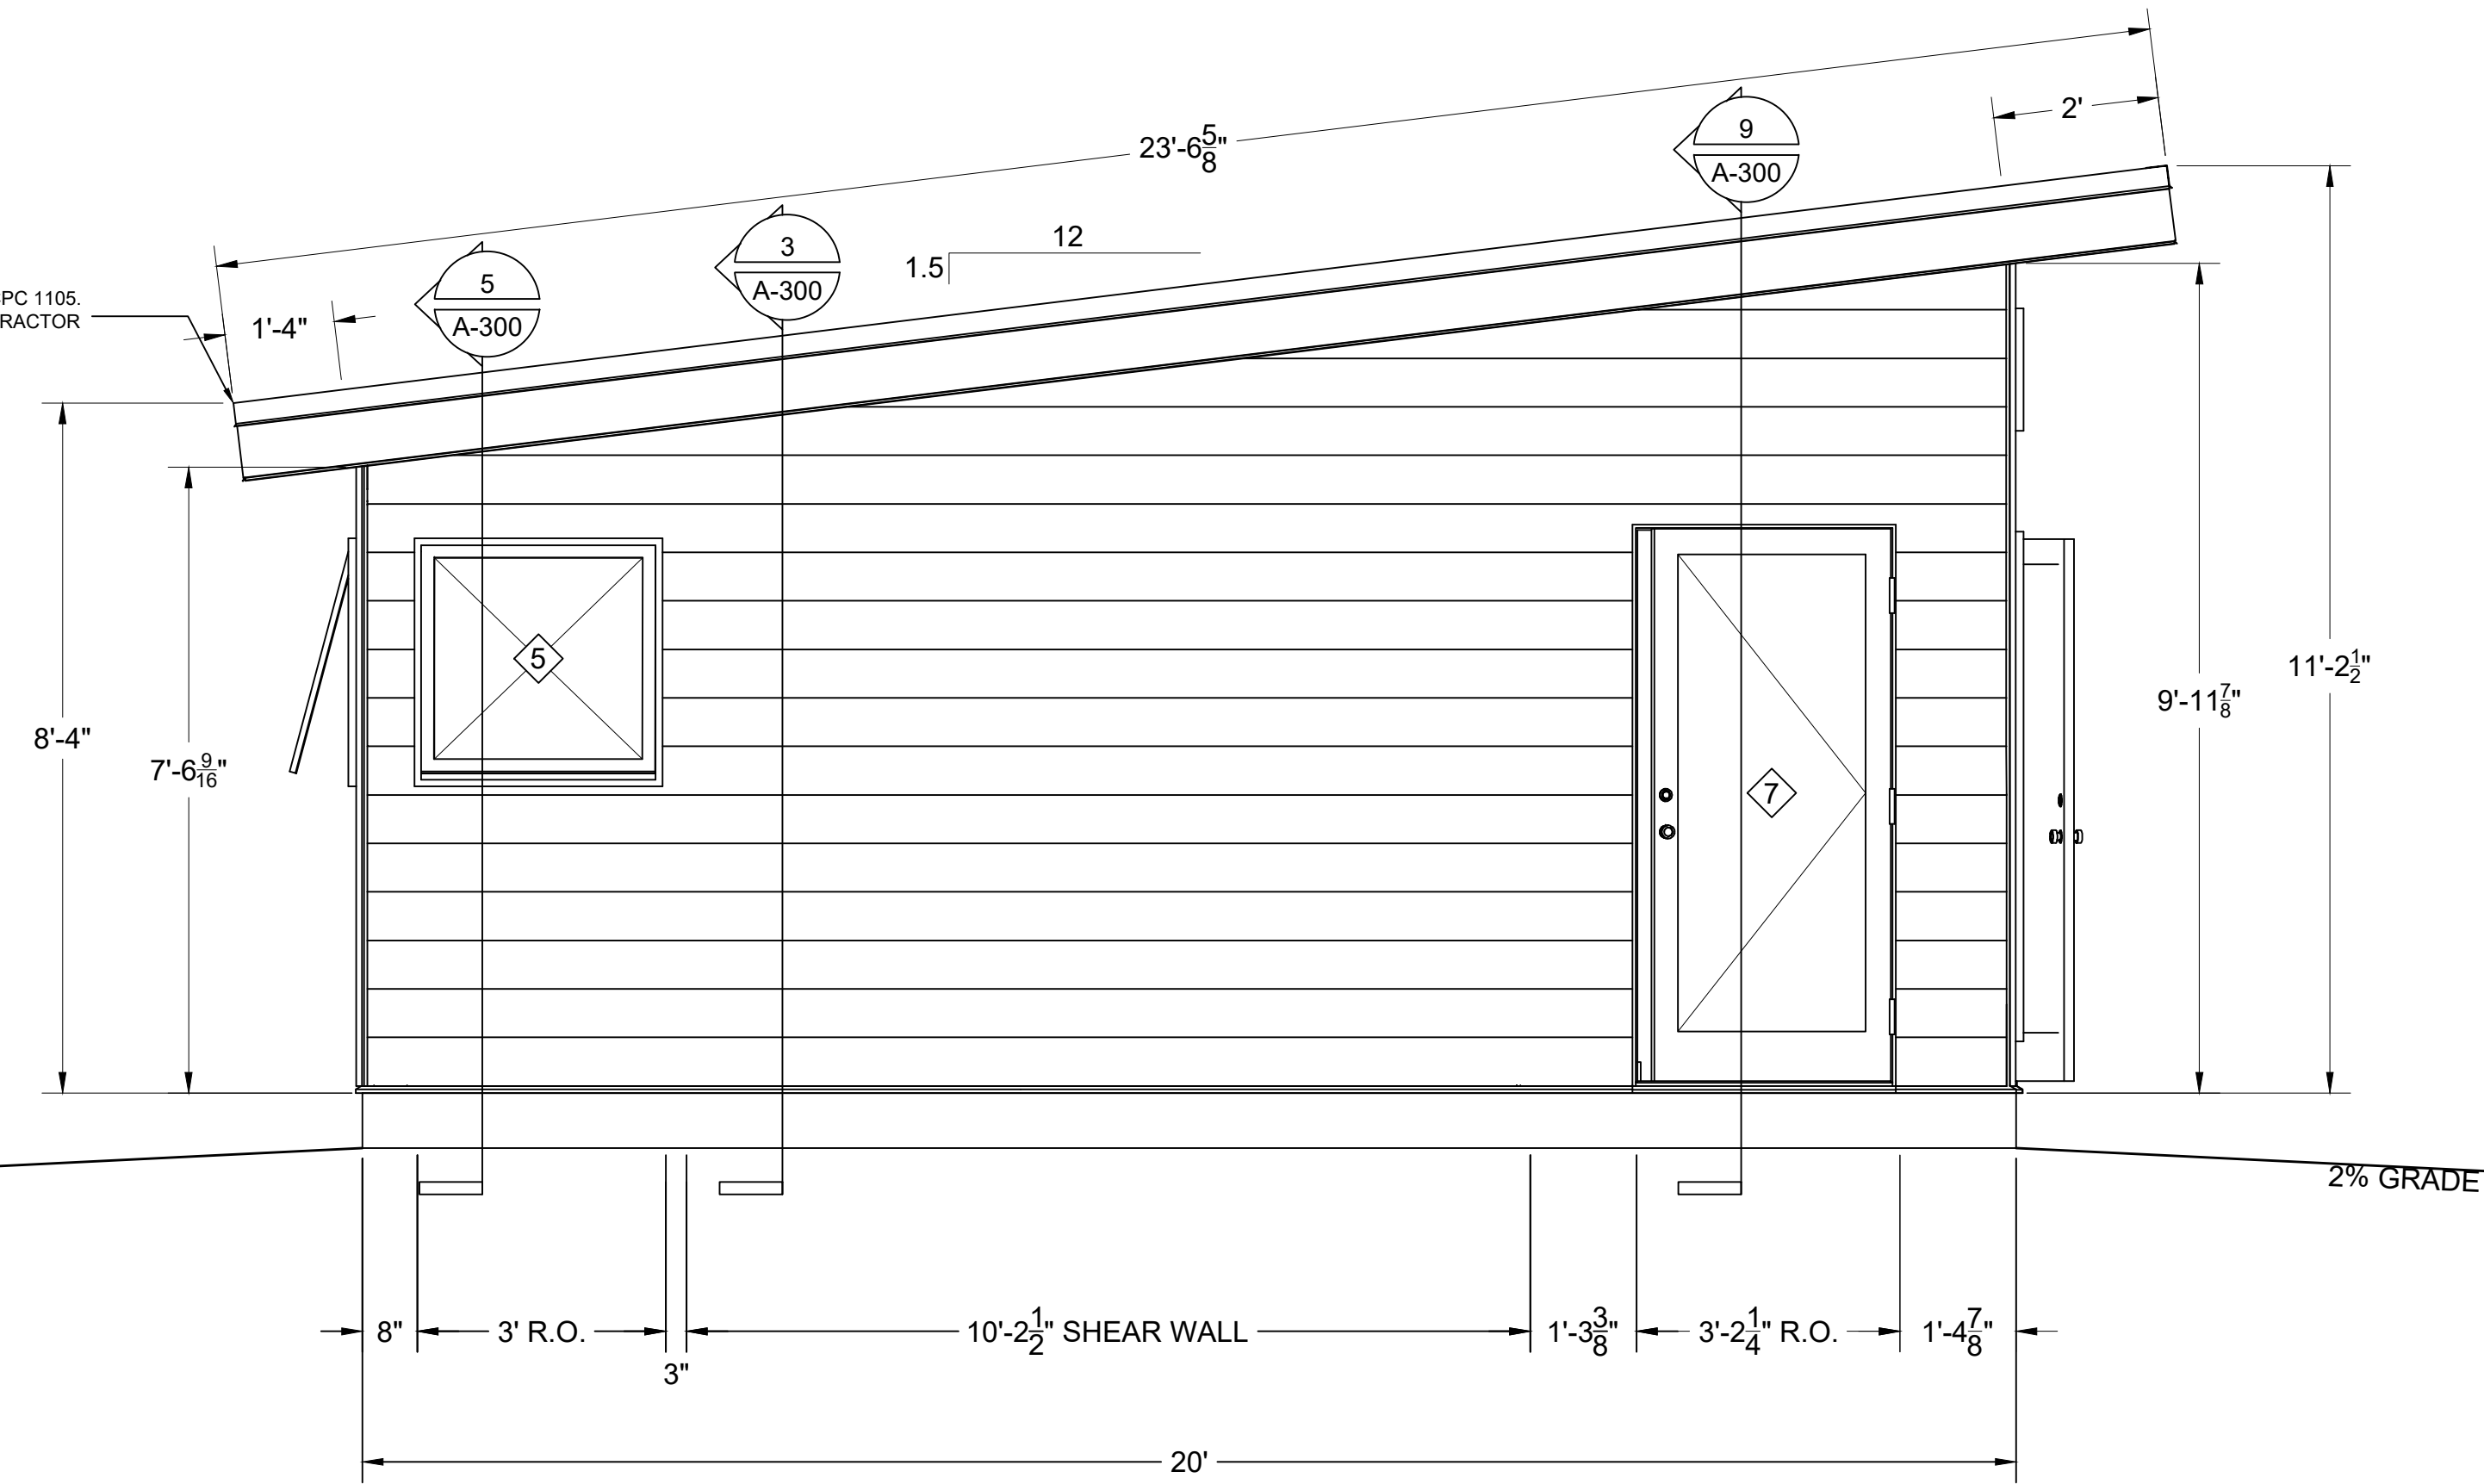 2'
23'-6 5/8"
9
A-300
3
A-300
12
1.5
5
A-300
PC 1105.
RACTOR
1'-4"
5
7
8'-4"
7'-6 9/16"
9'-11 7/8"
11'-2 1/2"
2% GRADE
8"
3' R.O.
3"
10'-2 1/2" SHEAR WALL
1'-3 3/8"
3'-2 1/4" R.O.
1'-4 7/8"
20'